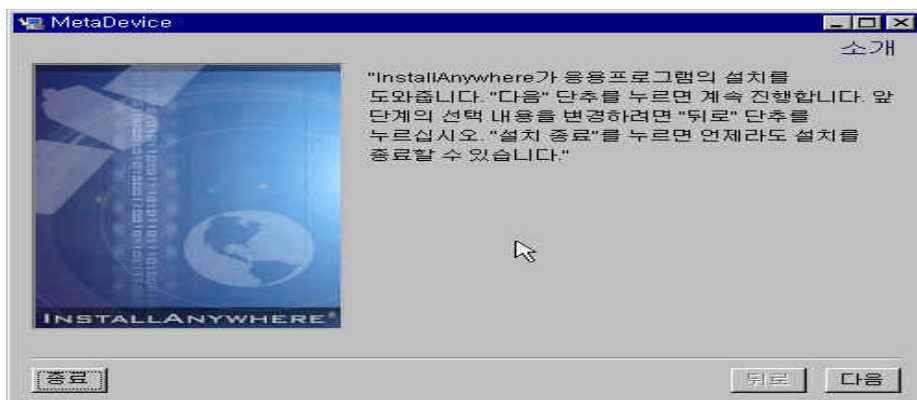 MetaDevice
소개
"InstallAnywhere가 응용프로그램의 설치를
도와줍니다. "다음" 단추를 누르면 계속 진행합니다. 앞
단계의 선택 내용을 변경하려면 "뒤로" 단추를
누르십시오. "설치 종료"를 누르면 언제라도 설치를
종료할 수 있습니다."
INSTALLANYWHERE®
종료
뒤로
다음